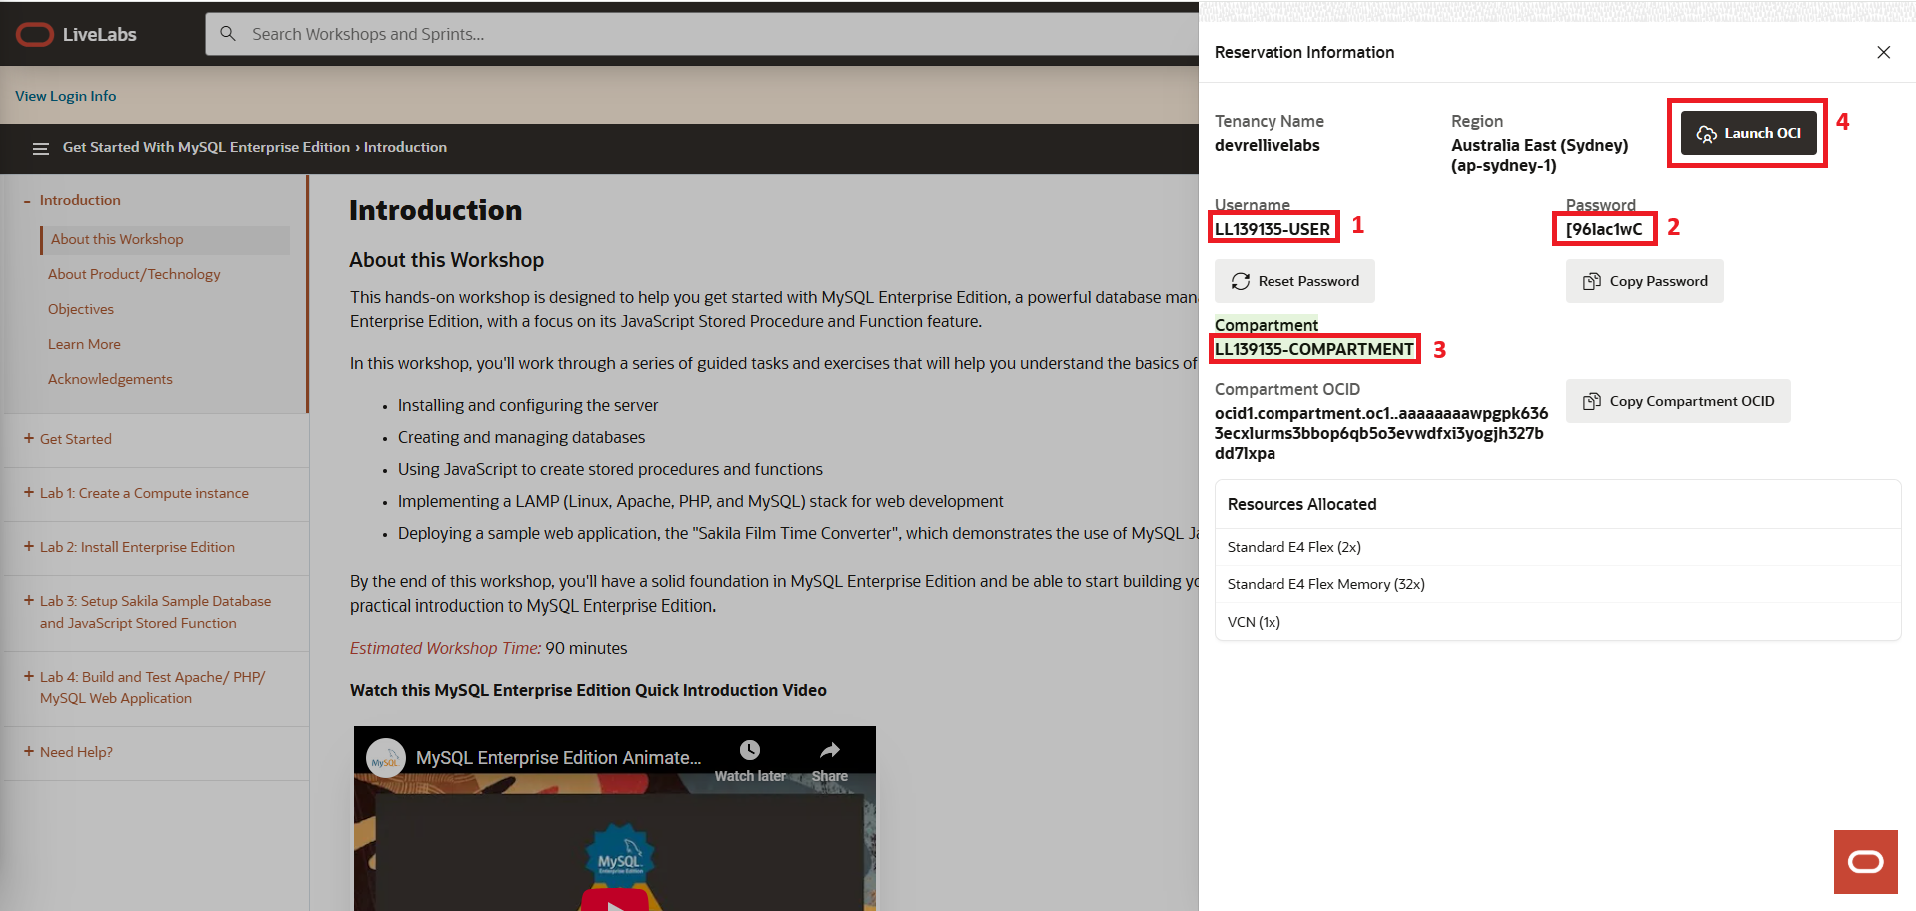 LiveLabs
Search Workshops and Sprints...
View Login Info
Get Started With MySQL Enterprise Edition › Introduction
- Introduction
About this Workshop
About Product/Technology
Objectives
Learn More
Acknowledgements
+ Get Started
+ Lab 1: Create a Compute instance
+ Lab 2: Install Enterprise Edition
+ Lab 3: Setup Sakila Sample Database
and JavaScript Stored Function
+ Lab 4: Build and Test Apache/ PHP/
MySQL Web Application
+ Need Help?
Introduction
About this Workshop
This hands-on workshop is designed to help you get started with MySQL Enterprise Edition, a powerful database mana
Enterprise Edition, with a focus on its JavaScript Stored Procedure and Function feature.
In this workshop, you'll work through a series of guided tasks and exercises that will help you understand the basics of
• Installing and configuring the server
• Creating and managing databases
• Using JavaScript to create stored procedures and functions
• Implementing a LAMP (Linux, Apache, PHP, and MySQL) stack for web development
• Deploying a sample web application, the "Sakila Film Time Converter", which demonstrates the use of MySQL Ja
By the end of this workshop, you'll have a solid foundation in MySQL Enterprise Edition and be able to start building yo
practical introduction to MySQL Enterprise Edition.
Estimated Workshop Time: 90 minutes
Watch this MySQL Enterprise Edition Quick Introduction Video
MySQL
MySQL Enterprise Edition Animate...
Watch later
Share
MySQL
Enterprise Edition
Reservation Information
Tenancy Name
devrellivelabs
Region
Australia East (Sydney)
(ap-sydney-1)
Launch OCI
4
Username
LL139135-USER
1
Password
[96lac1wC
2
Reset Password
Copy Password
Compartment
LL139135-COMPARTMENT
3
Compartment OCID
ocid1.compartment.oc1..aaaaaaaawpgpk636
3ecxlurms3bbop6qb5o3evwdfxi3yogjh327b
dd7lxpa
Copy Compartment OCID
Resources Allocated
Standard E4 Flex (2x)
Standard E4 Flex Memory (32x)
VCN (1x)